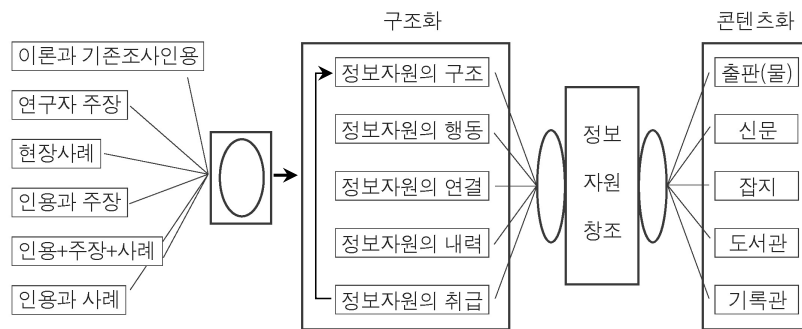 구조화
콘텐츠화
이론과 기존조사인용
연구자 주장
현장사례
인용과 주장
인용+주장+사례
인용과 사례
정보자원의 구조
정보자원의 행동
정보자원의 연결
정보자원의 내력
정보자원의 취급
정보
자원
창조
출판(물)
신문
잡지
도서관
기록관